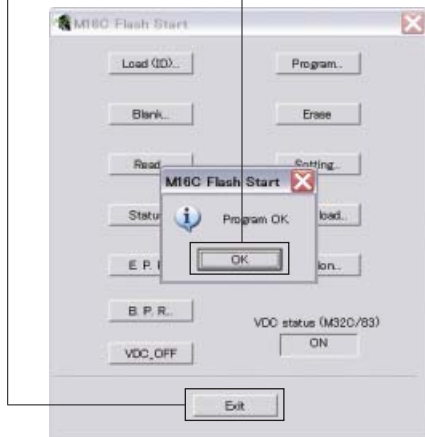 M16C Flash Start
Load (ID)... Program...
Blank... Erase
Read Setting...
M16C Flash Start
Program OK
Statu load...
OK
E. P. ion...
B. P. R...
VDC status (M32C/83)
ON
VDC_OFF
Exit